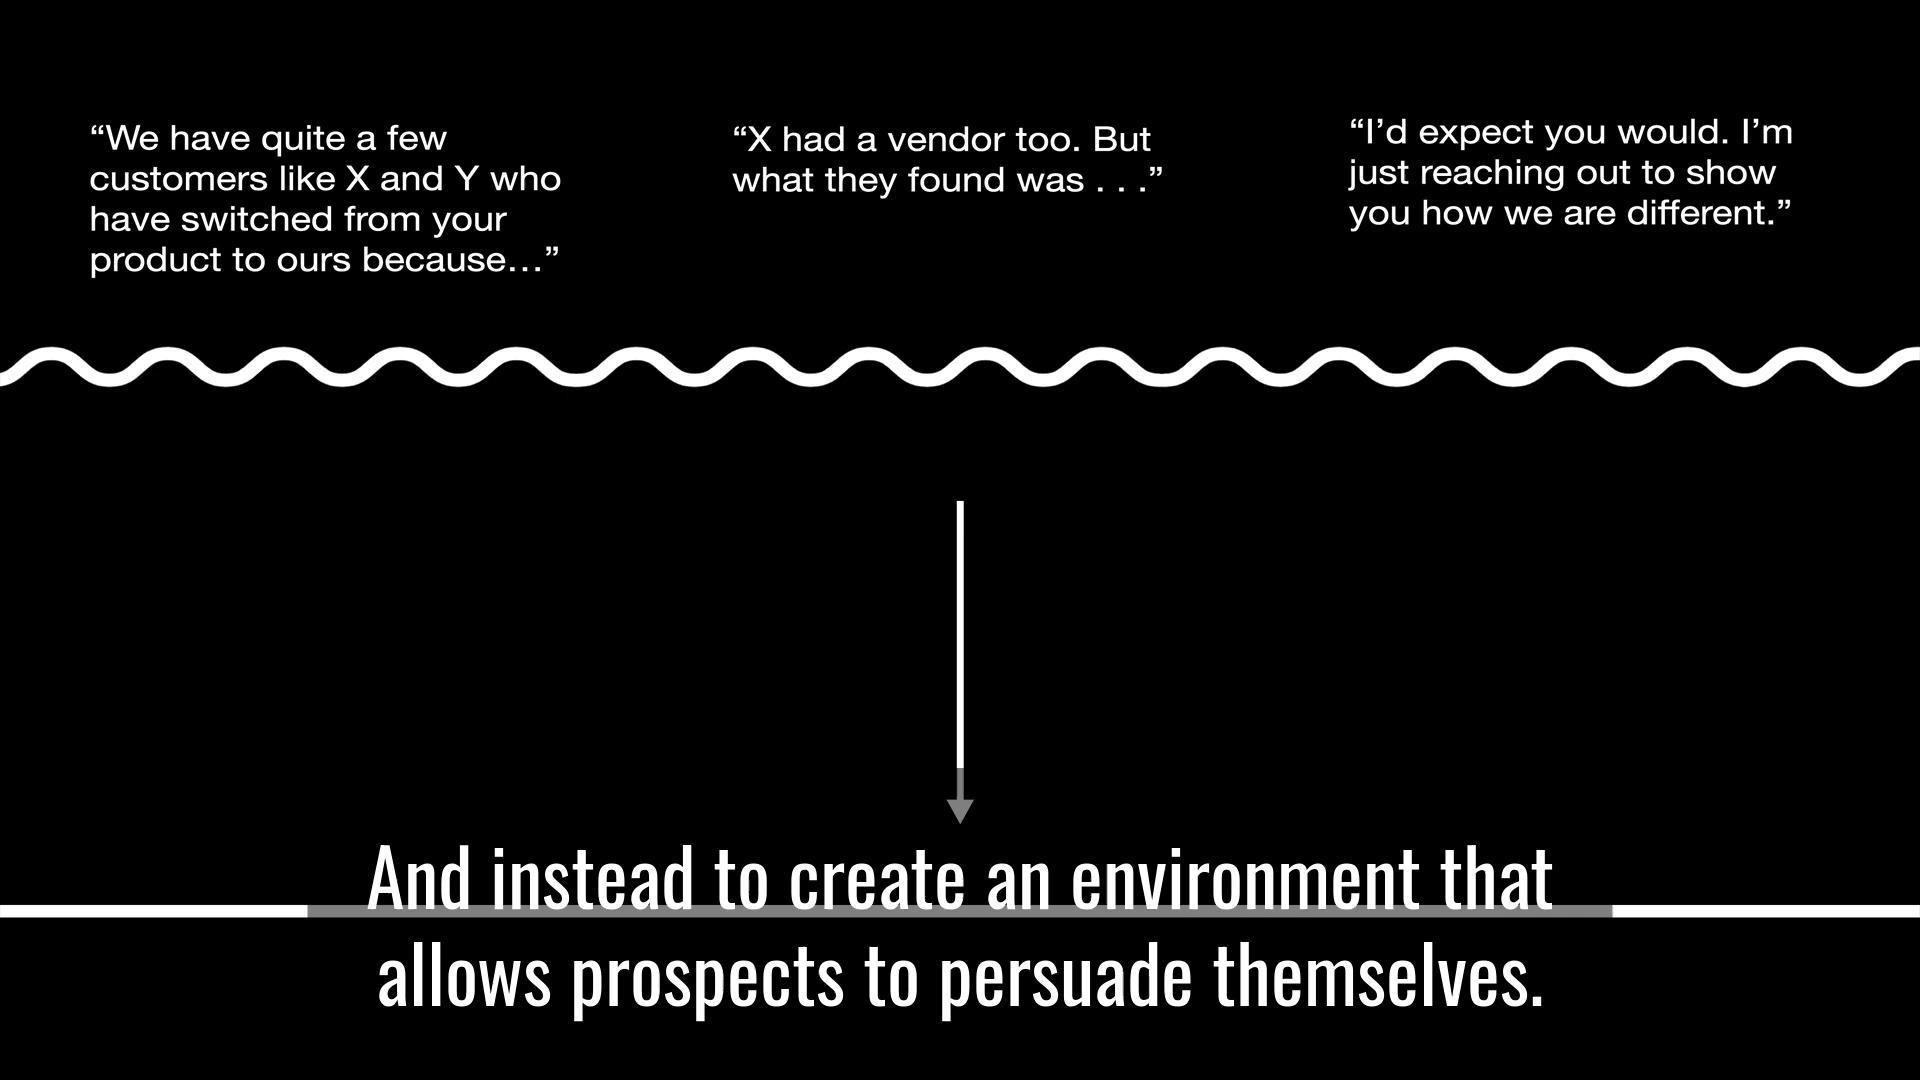 “We have quite a few
customers like X and Y who
have switched from your
product to ours because…”
“X had a vendor too. But
what they found was . . .”
“I’d expect you would. I’m
just reaching out to show
you how we are different.”
And instead to create an environment that
allows prospects to persuade themselves.